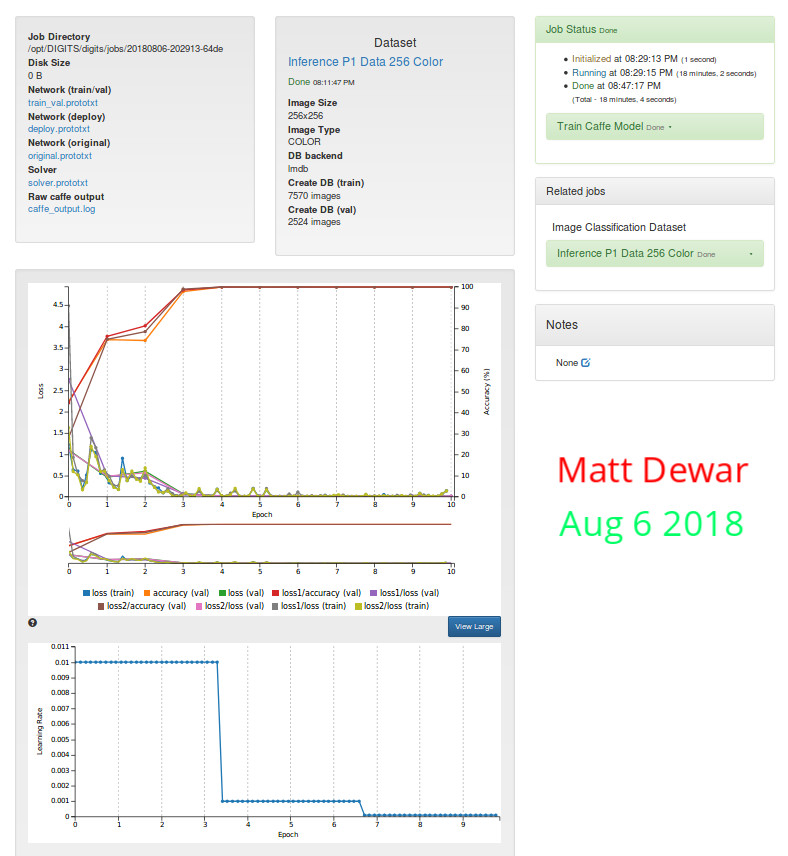 Job Directory
/opt/DIGITS/digits/jobs/20180806-202913-64de
Disk Size
0 B
Network (train/val)
train_val.prototxt
Network (deploy)
deploy.prototxt
Network (original)
original.prototxt
Solver
solver.prototxt
Raw caffe output
caffe_output.log
Dataset
Inference P1 Data 256 Color
Done 08:11:47 PM
Image Size
256x256
Image Type
COLOR
DB backend
lmdb
Create DB (train)
7570 images
Create DB (val)
2524 images
Job Status Done
Initialized at 08:29:13 PM (1 second)
Running at 08:29:15 PM (18 minutes, 2 seconds)
Done at 08:47:17 PM
(Total - 18 minutes, 4 seconds)
Train Caffe Model Done
Related jobs
Image Classification Dataset
Inference P1 Data 256 Color Done
Notes
None
Matt Dewar
Aug 6 2018
4.5
4
3.5
3
2.5
2
1.5
1
0.5
0
Loss
100
90
80
70
60
50
40
30
20
10
0
Accuracy (%)
0 1 2 3 4 5 6 7 8 9 10
Epoch
0 1 2 3 4 5 6 7 8 9 10
loss (train) accuracy (val) loss (val) loss1/accuracy (val) loss1/loss (val)
loss2/accuracy (val) loss2/loss (val) loss1/loss (train) loss2/loss (train)
View Large
0.011
0.01
0.009
0.008
0.007
0.006
0.005
0.004
0.003
0.002
0.001
0
Learning Rate
0 1 2 3 4 5 6 7 8 9
Epoch